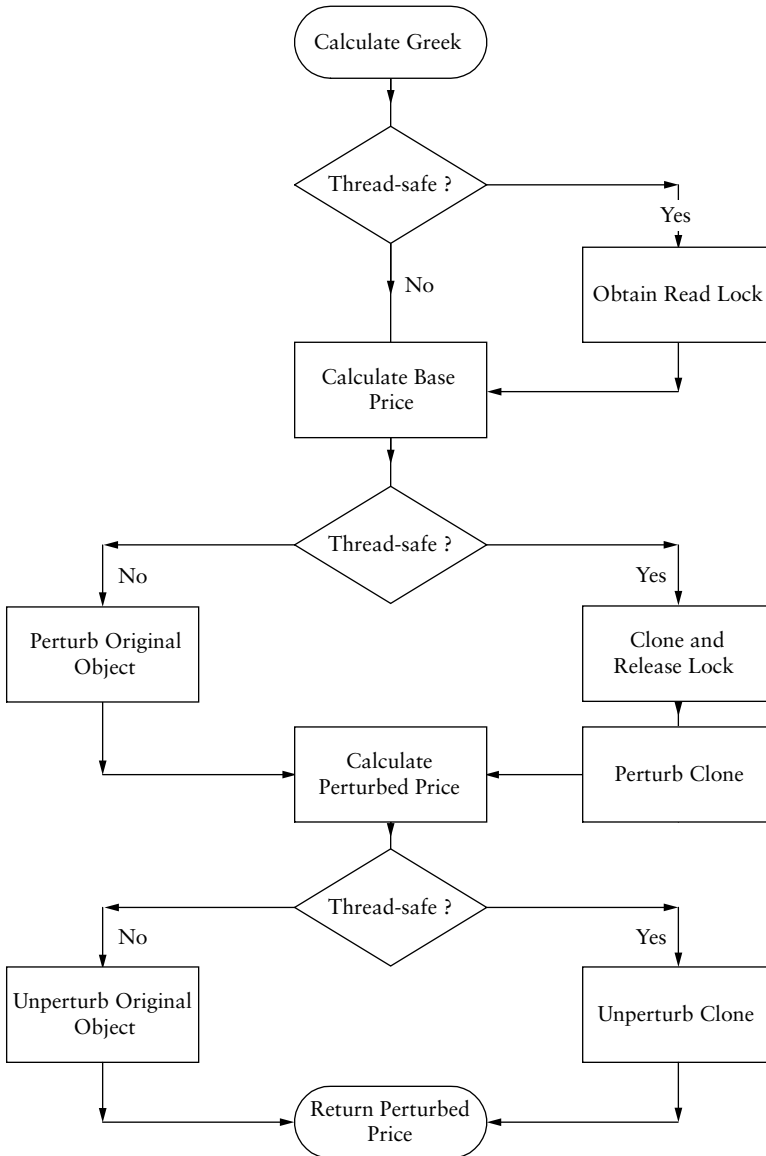 Calculate Greek
Thread-safe ?
Yes
Obtain Read Lock
No
Calculate Base
Price
Thread-safe ?
No
Yes
Perturb Original
Object
Clone and
Release Lock
Calculate
Perturbed Price
Perturb Clone
Thread-safe ?
No
Yes
Unperturb Original
Object
Unperturb Clone
Return Perturbed
Price